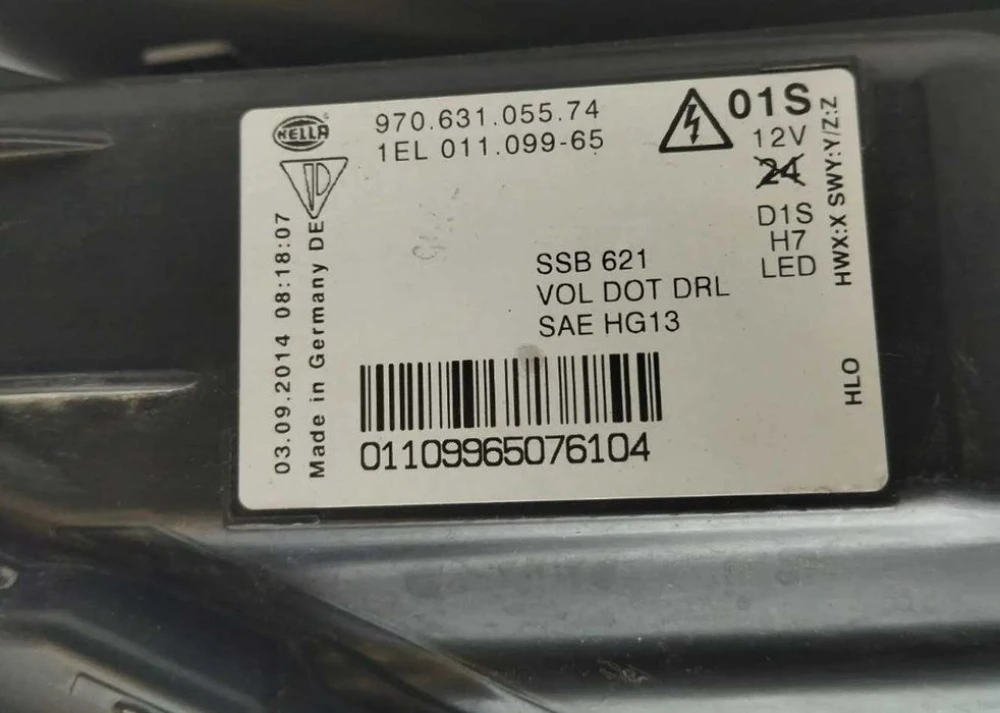 HELLA
970.631.055.74
1EL 011.099-65
01S
12V
24
D1S
H7
LED
HWX:X SWY:Y/Z:Z
HLO
SSB 621
VOL DOT DRL
SAE HG13
03.09.2014 08:18:07
Made in Germany DE
01109965076104